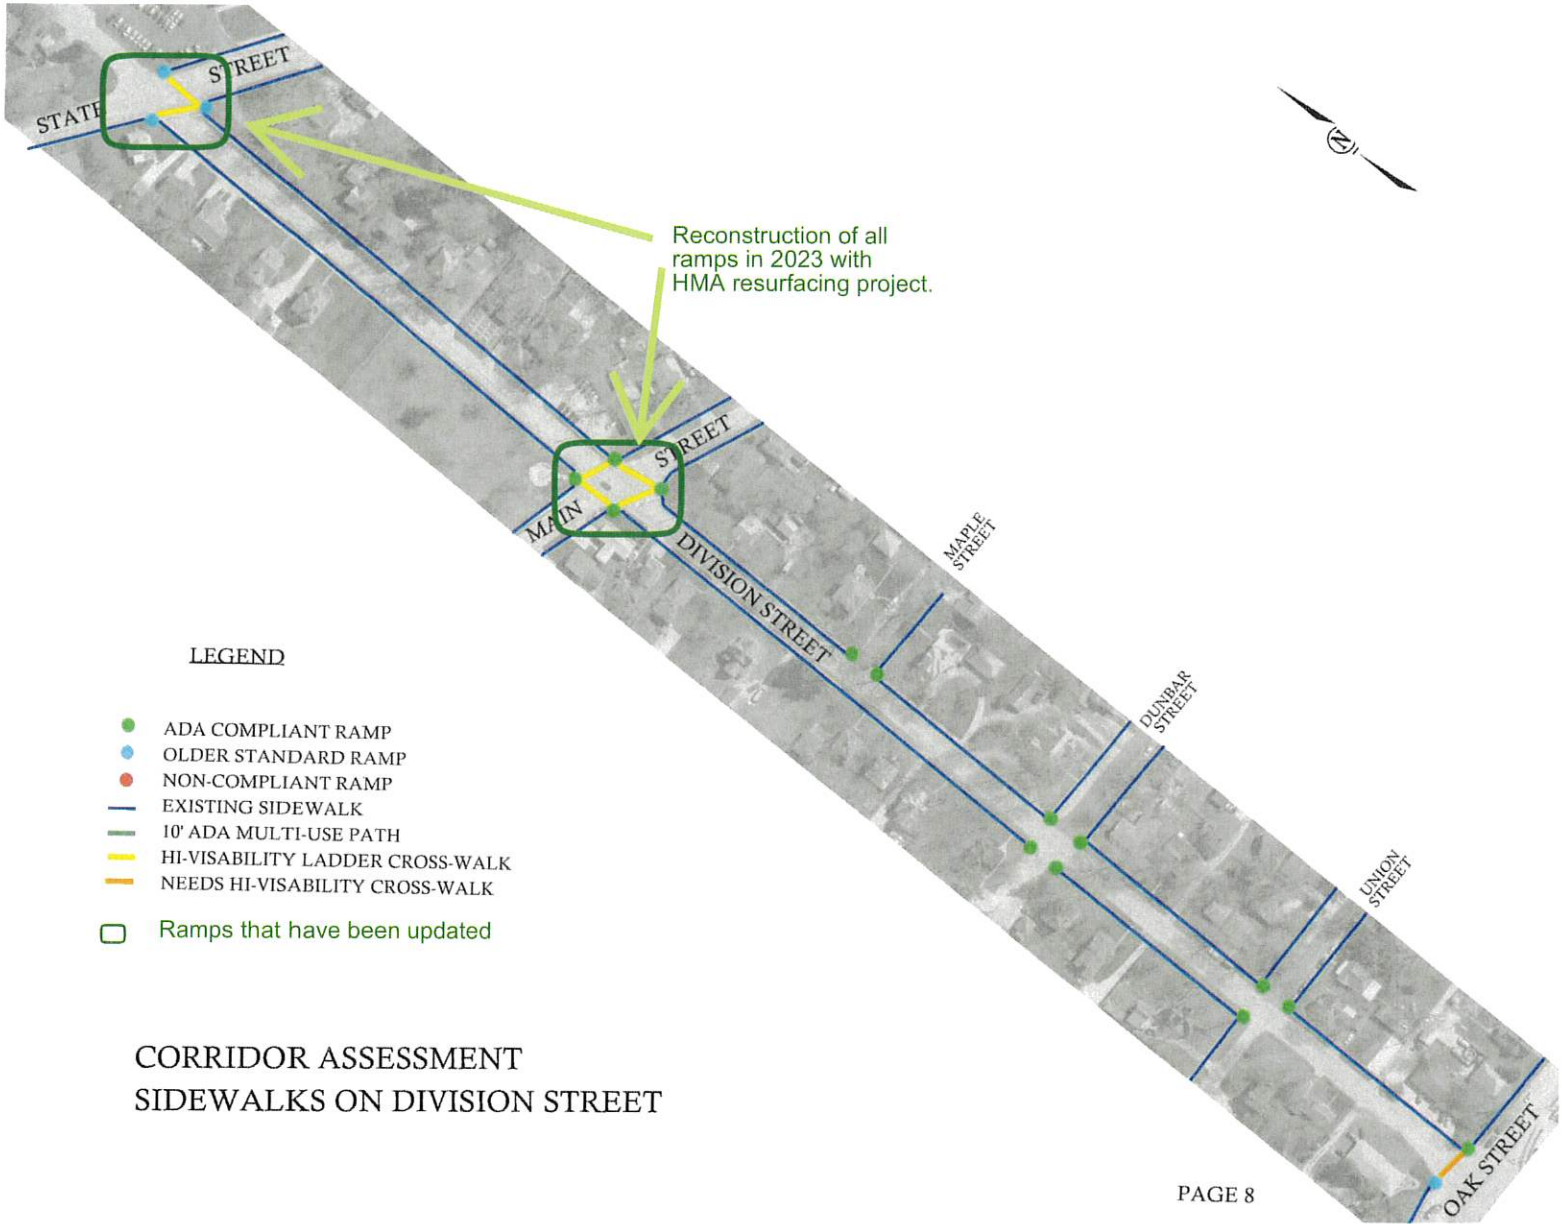 STATE STREET
N
Reconstruction of all
ramps in 2023 with
HMA resurfacing project.
MAIN STREET
DIVISION STREET
MAPLE
STREET
DUNBAR
STREET
UNION
STREET
OAK STREET
LEGEND
ADA COMPLIANT RAMP
OLDER STANDARD RAMP
NON-COMPLIANT RAMP
EXISTING SIDEWALK
10' ADA MULTI-USE PATH
HI-VISABILITY LADDER CROSS-WALK
NEEDS HI-VISABILITY CROSS-WALK
Ramps that have been updated
CORRIDOR ASSESSMENT
SIDEWALKS ON DIVISION STREET
PAGE 8